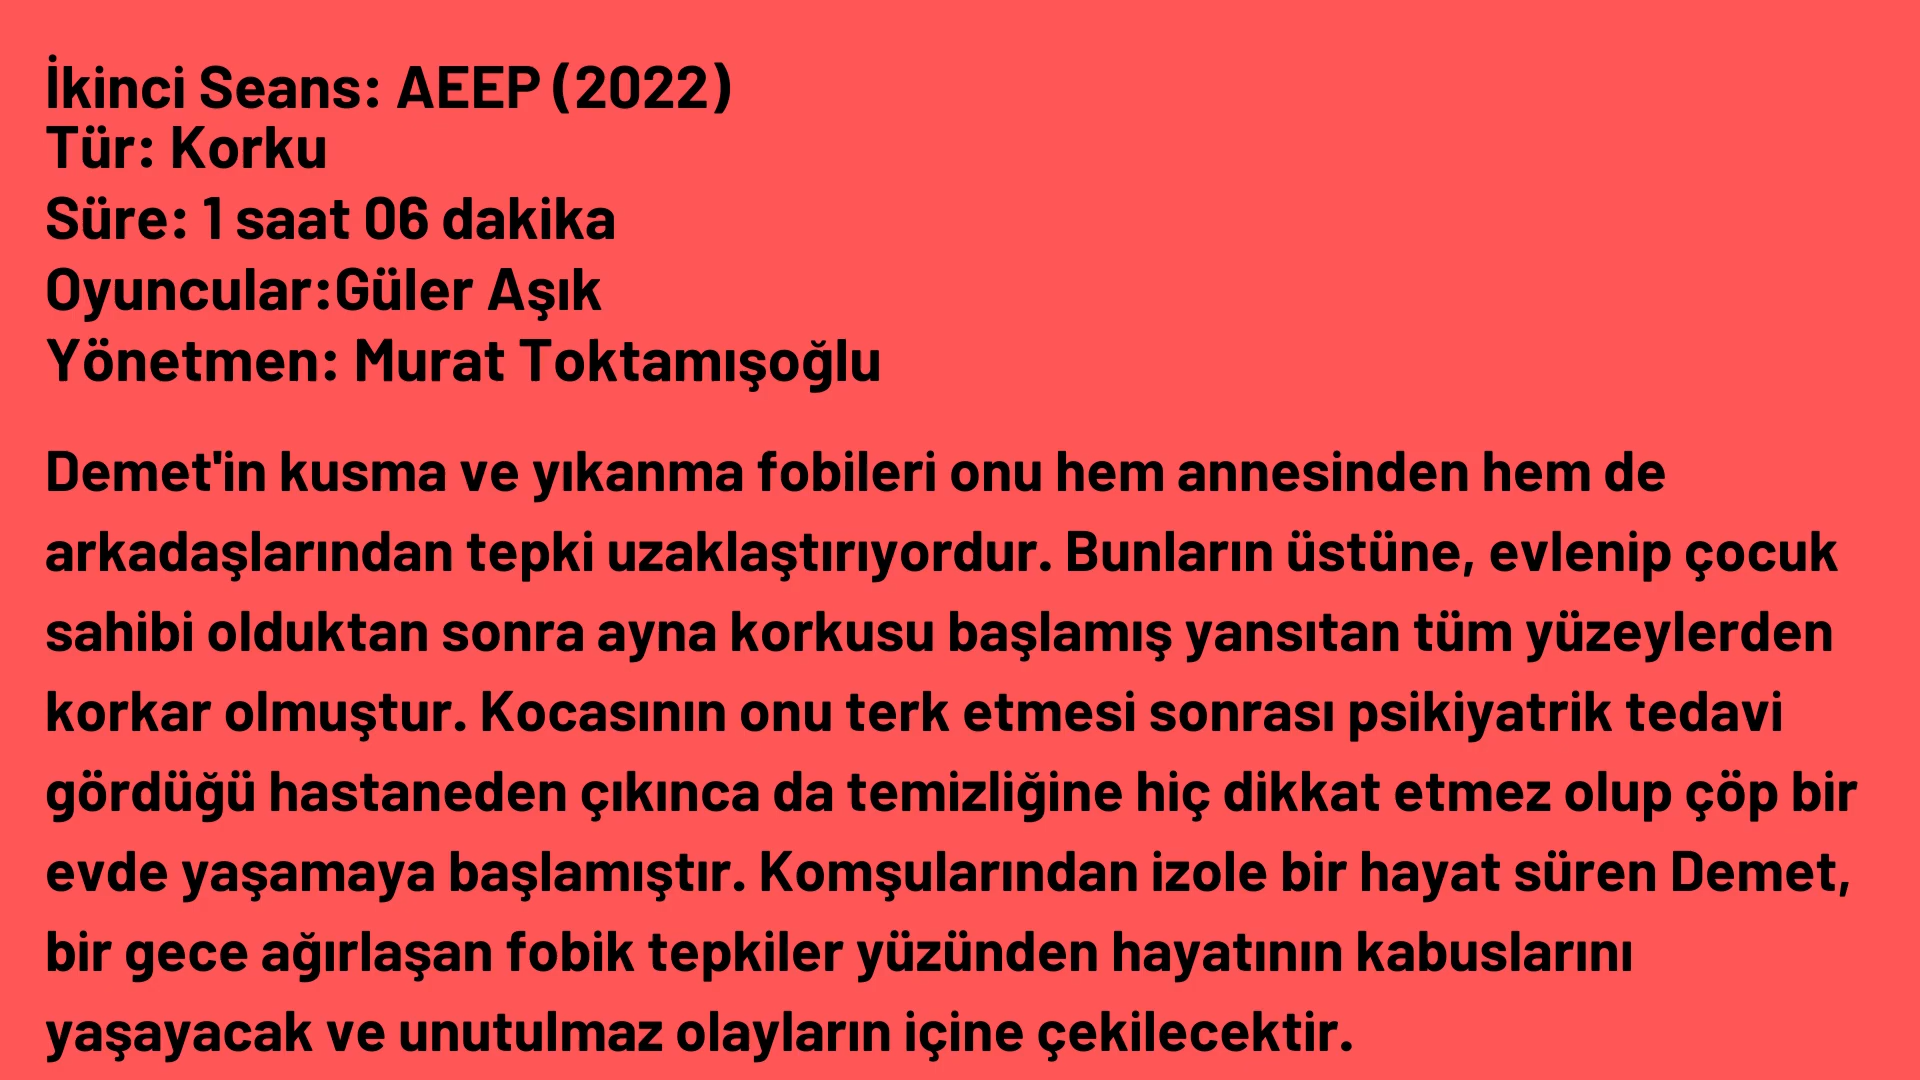 İkinci Seans: AEEP (2022)
Tür: Korku
Süre: 1 saat 06 dakika
Oyuncular:Güler Aşık
Yönetmen: Murat Toktamışoğlu
Demet'in kusma ve yıkanma fobileri onu hem annesinden hem de
arkadaşlarından tepki uzaklaştırıyordur. Bunların üstüne, evlenip çocuk
sahibi olduktan sonra ayna korkusu başlamış yansıtan tüm yüzeylerden
korkar olmuştur. Kocasının onu terk etmesi sonrası psikiyatrik tedavi
gördüğü hastaneden çıkınca da temizliğine hiç dikkat etmez olup çöp bir
evde yaşamaya başlamıştır. Komşularından izole bir hayat süren Demet,
bir gece ağırlaşan fobik tepkiler yüzünden hayatının kabuslarını
yaşayacak ve unutulmaz olayların içine çekilecektir.